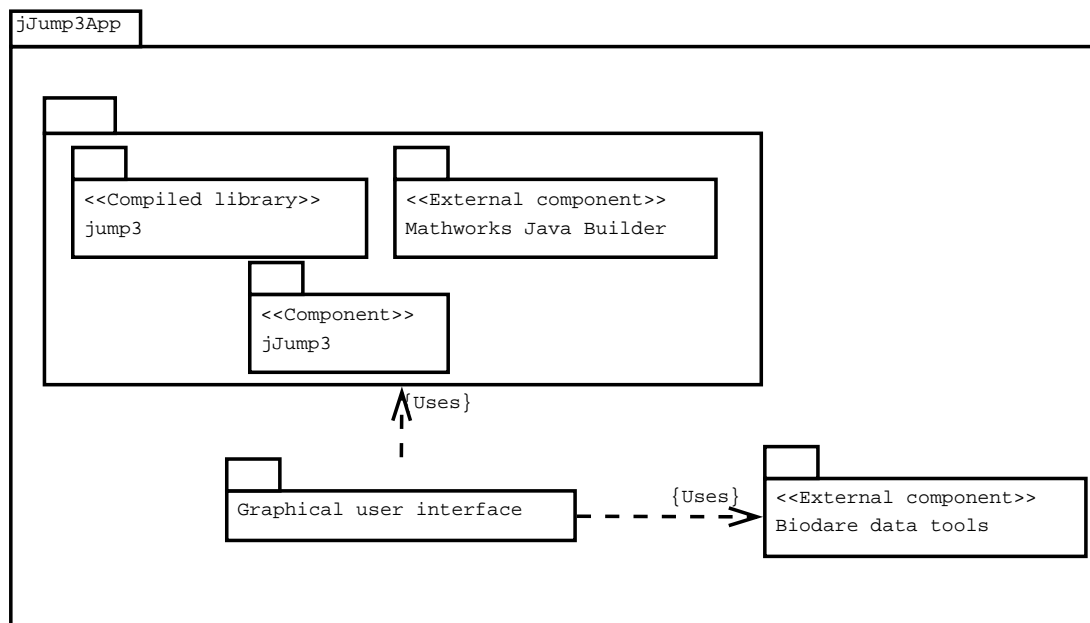 jJump3App
<<Compiled library>>
jump3
<<External component>>
Mathworks Java Builder
<<Component>>
jJump3
{Uses}
Graphical user interface
{Uses}
<<External component>>
Biodare data tools